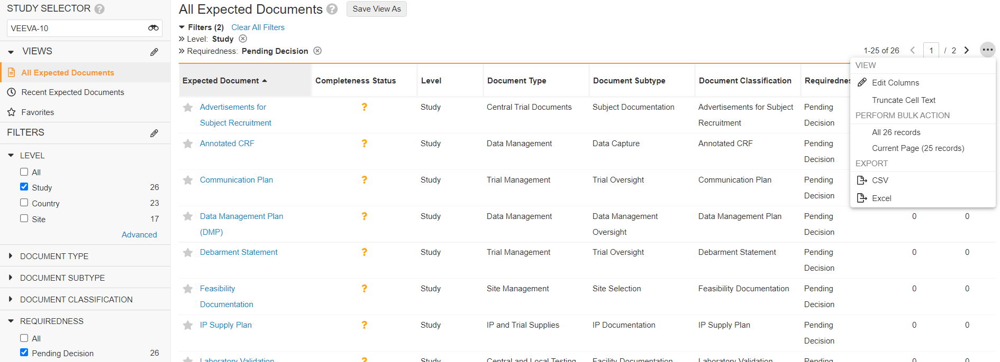 STUDY SELECTOR ?
VEEVA-10
VIEWS
All Expected Documents
Recent Expected Documents
Favorites
FILTERS
LEVEL
All
Study 26
Country 23
Site 17
Advanced
DOCUMENT TYPE
DOCUMENT SUBTYPE
DOCUMENT CLASSIFICATION
REQUIREDNESS
All
Pending Decision 26
All Expected Documents ? Save View As
Filters (2) Clear All Filters
Level: Study
Requiredness: Pending Decision
1-25 of 26 1 / 2
Expected Document Completeness Status Level Document Type Document Subtype Document Classification
Advertisements for ? Study Central Trial Documents Subject Documentation Advertisements for Subject Pending
Subject Recruitment Recruitment Decision
Annotated CRF ? Study Data Management Data Capture Annotated CRF Pending
Decision
Communication Plan ? Study Trial Management Trial Oversight Communication Plan Pending
Decision
Data Management Plan ? Study Data Management Data Management Data Management Plan Pending 0 0
(DMP) Oversight Decision
Debarment Statement ? Study Trial Management Trial Oversight Debarment Statement Pending 0 0
Decision
Feasibility ? Study Site Management Site Selection Feasibility Documentation Pending 0 0
Documentation Decision
IP Supply Plan ? Study IP and Trial Supplies IP Documentation IP Supply Plan Pending 0 0
Decision
Laboratory Validation ? Study Central and Local Testing Facility Documentation Laboratory Validation Pending 0 0
VIEW
Edit Columns
Truncate Cell Text
PERFORM BULK ACTION
All 26 records
Current Page (25 records)
EXPORT
CSV
Excel